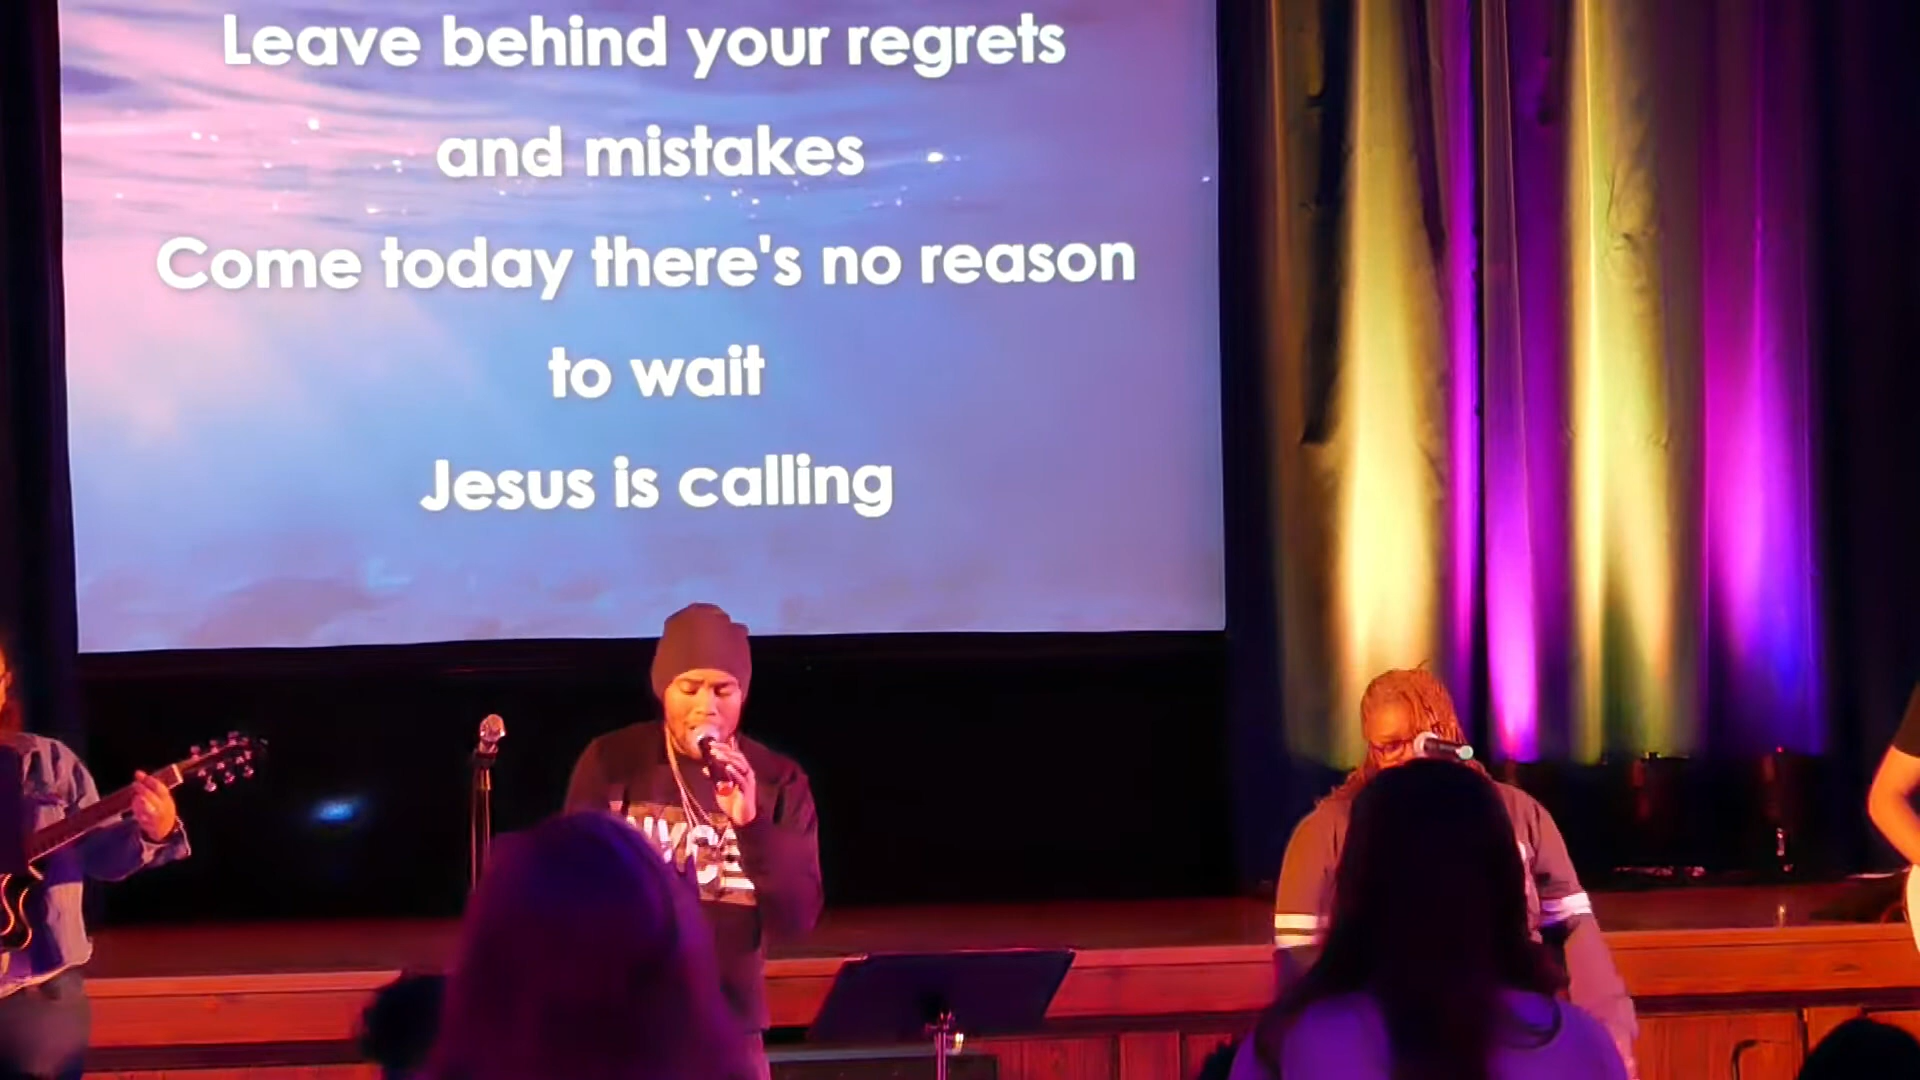 Leave behind your regrets
and mistakes
Come today there's no reason
to wait
Jesus is calling